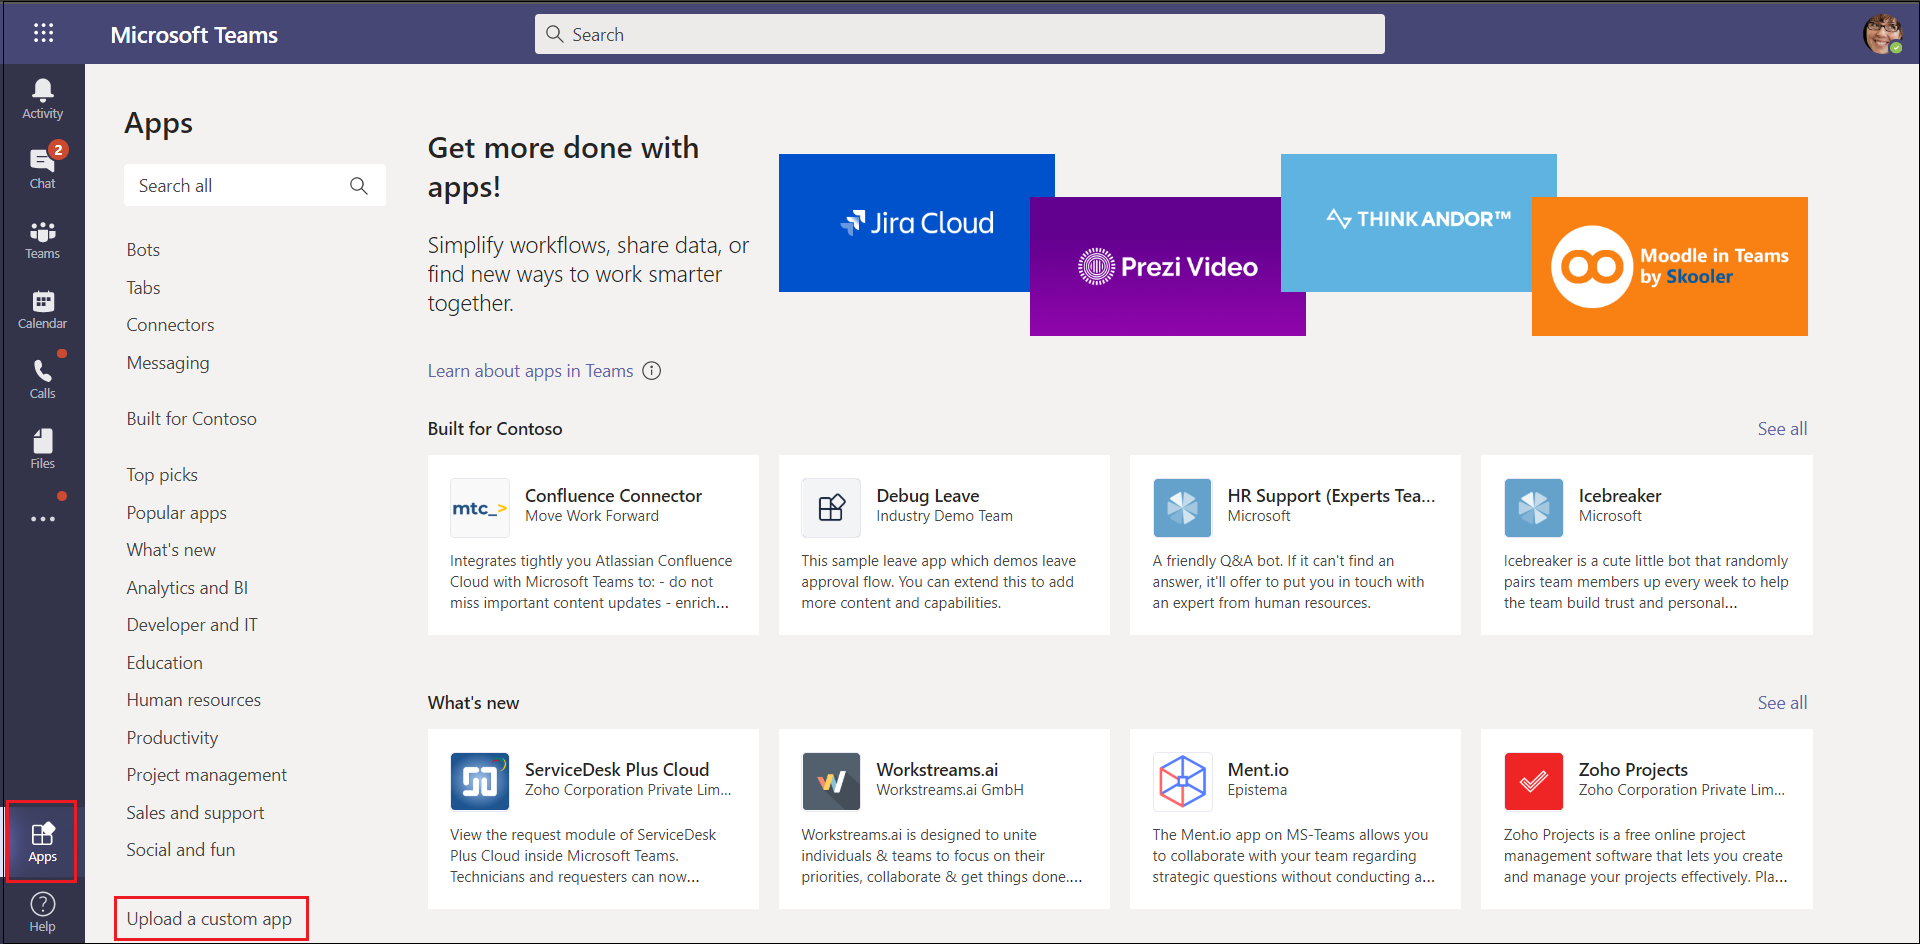 Microsoft Teams
Search
Activity
2
Chat
Teams
Calendar
Calls
Files
Apps
Help
Apps
Search all
Bots
Tabs
Connectors
Messaging
Built for Contoso
Top picks
Popular apps
What's new
Analytics and BI
Developer and IT
Education
Human resources
Productivity
Project management
Sales and support
Social and fun
Upload a custom app
Get more done with
apps!
Simplify workflows, share data, or
find new ways to work smarter
together.
Learn about apps in Teams
Jira Cloud
Prezi Video
THINK ANDOR™
Moodle in Teams
by Skooler
Built for Contoso
See all
mtc_>
Confluence Connector
Move Work Forward
Integrates tightly you Atlassian Confluence
Cloud with Microsoft Teams to: - do not
miss important content updates - enrich...
Debug Leave
Industry Demo Team
This sample leave app which demos leave
approval flow. You can extend this to add
more content and capabilities.
HR Support (Experts Tea...
Microsoft
A friendly Q&A bot. If it can't find an
answer, it'll offer to put you in touch with
an expert from human resources.
Icebreaker
Microsoft
Icebreaker is a cute little bot that randomly
pairs team members up every week to help
the team build trust and personal...
What's new
See all
ServiceDesk Plus Cloud
Zoho Corporation Private Lim...
View the request module of ServiceDesk
Plus Cloud inside Microsoft Teams.
Technicians and requesters can now...
Workstreams.ai
Workstreams.ai GmbH
Workstreams.ai is designed to unite
individuals & teams to focus on their
priorities, collaborate & get things done....
Ment.io
Epistema
The Ment.io app on MS-Teams allows you
to collaborate with your team regarding
strategic questions without conducting a...
Zoho Projects
Zoho Corporation Private Lim...
Zoho Projects is a free online project
management software that lets you create
and manage your projects effectively. Pla...